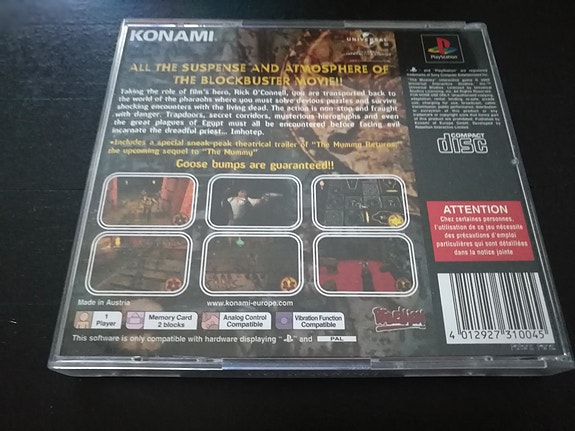 KONAMI
UNIVERSAL
PlayStation
ALL THE SUSPENSE AND ATMOSPHERE OF
THE BLOCKBUSTER MOVIE!!
Taking the role of film's hero, Rick O'Connell, you are transported back to
the world of the pharaohs where you must solve devious puzzles and survive
shocking encounters with the living dead. The action is non-stop and fraught
with danger. Trapdoors, secret corridors, mysterious hieroglyphs and even
the great plagues of Egypt must all be encountered before facing evil
incarnate the dreadful priest... Imhotep.
•Includes a special sneak-peak theatrical trailer of "The Mummy Returns"
the upcoming sequel to "The Mummy"
Goose bumps are guaranteed!!
COMPACT
disc
ATTENTION
Chez certaines personnes,
l'utilisation de ce jeu nécessite
des précautions d'emploi
particulières qui sont détaillées
dans la notice jointe
Made in Austria
www.konami-europe.com
1
Player
Memory Card
2 blocks
Analog Control
Compatible
Vibration Function
Compatible
Rebellion
This software is only compatible with hardware displaying " " and PAL
4 012927 310045